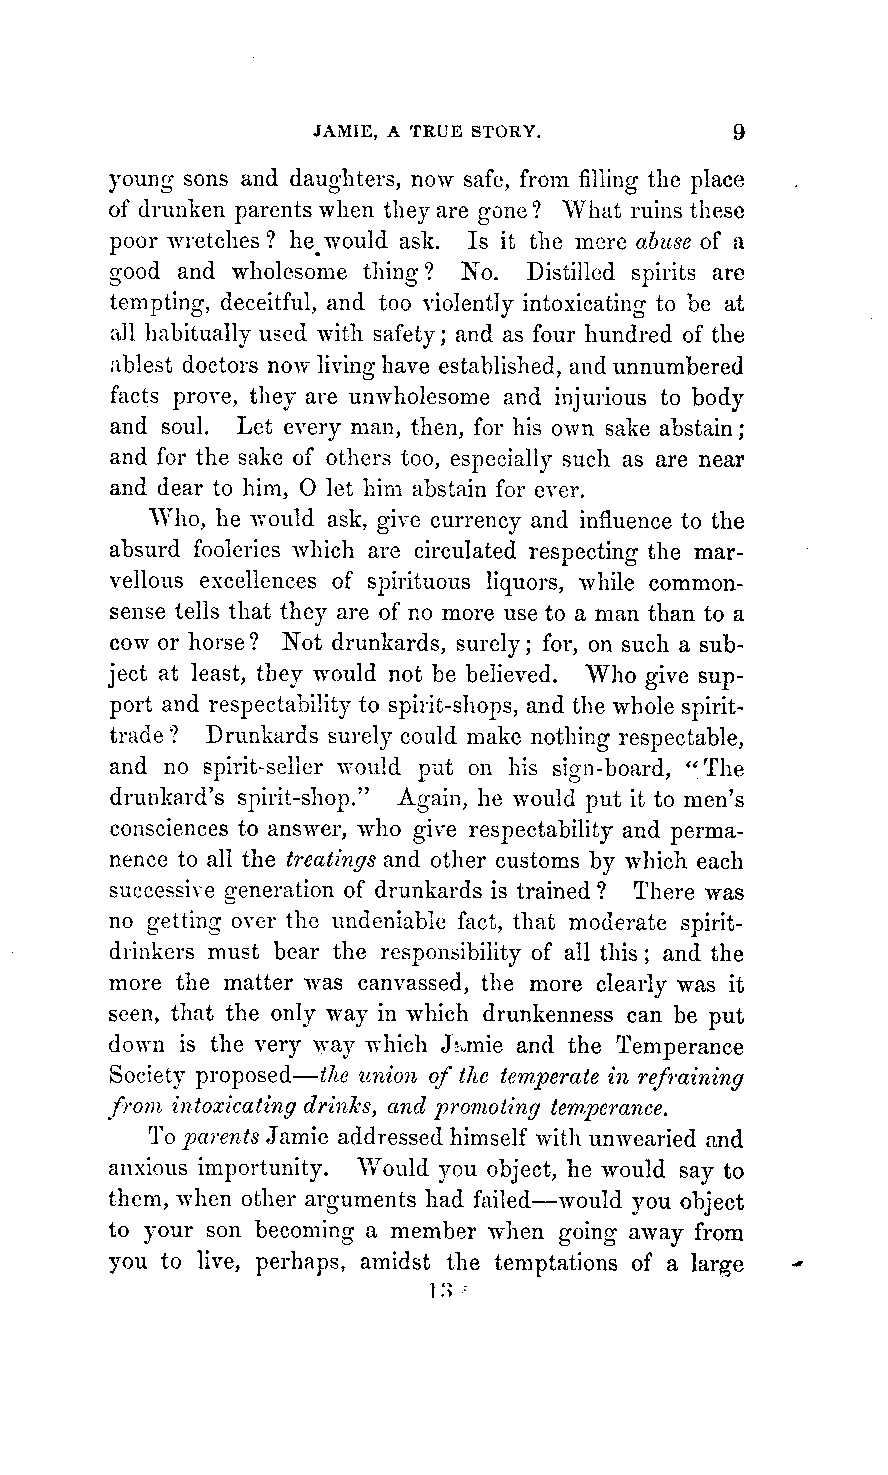 JAMIE, A TRUE STORY. 9
young sons and daughters, now safe, from filling the place
of drunken parents when they are gone? What ruins these
poor wretches? he would ask. Is it the mere abuse of a
good and wholesome thing? No. Distilled spirits are
tempting, deceitful, and too violently intoxicating to be at
all habitually used with safety; and as four hundred of the
ablest doctors now living have established, and unnumbered
facts prove, they are unwholesome and injurious to body
and soul. Let every man, then, for his own sake abstain;
and for the sake of others too, especially such as are near
and dear to him, O let him abstain for ever.
Who, he would ask, give currency and influence to the
absurd fooleries which are circulated respecting the mar-
vellous excellences of spirituous liquors, while common-
sense tells that they are of no more use to a man than to a
cow or horse? Not drunkards, surely; for, on such a sub-
ject at least, they would not be believed. Who give sup-
port and respectability to spirit-shops, and the whole spirit-
trade? Drunkards surely could make nothing respectable,
and no spirit-seller would put on his sign-board, "The
drunkard's spirit-shop." Again, he would put it to men's
consciences to answer, who give respectability and perma-
nence to all the treatings and other customs by which each
successive generation of drunkards is trained? There was
no getting over the undeniable fact, that moderate spirit-
drinkers must bear the responsibility of all this; and the
more the matter was canvassed, the more clearly was it
seen, that the only way in which drunkenness can be put
down is the very way which Jamie and the Temperance
Society proposed—the union of the temperate in refraining
from intoxicating drinks, and promoting temperance.
To parents Jamie addressed himself with unwearied and
anxious importunity. Would you object, he would say to
them, when other arguments had failed—would you object
to your son becoming a member when going away from
you to live, perhaps, amidst the temptations of a large
13